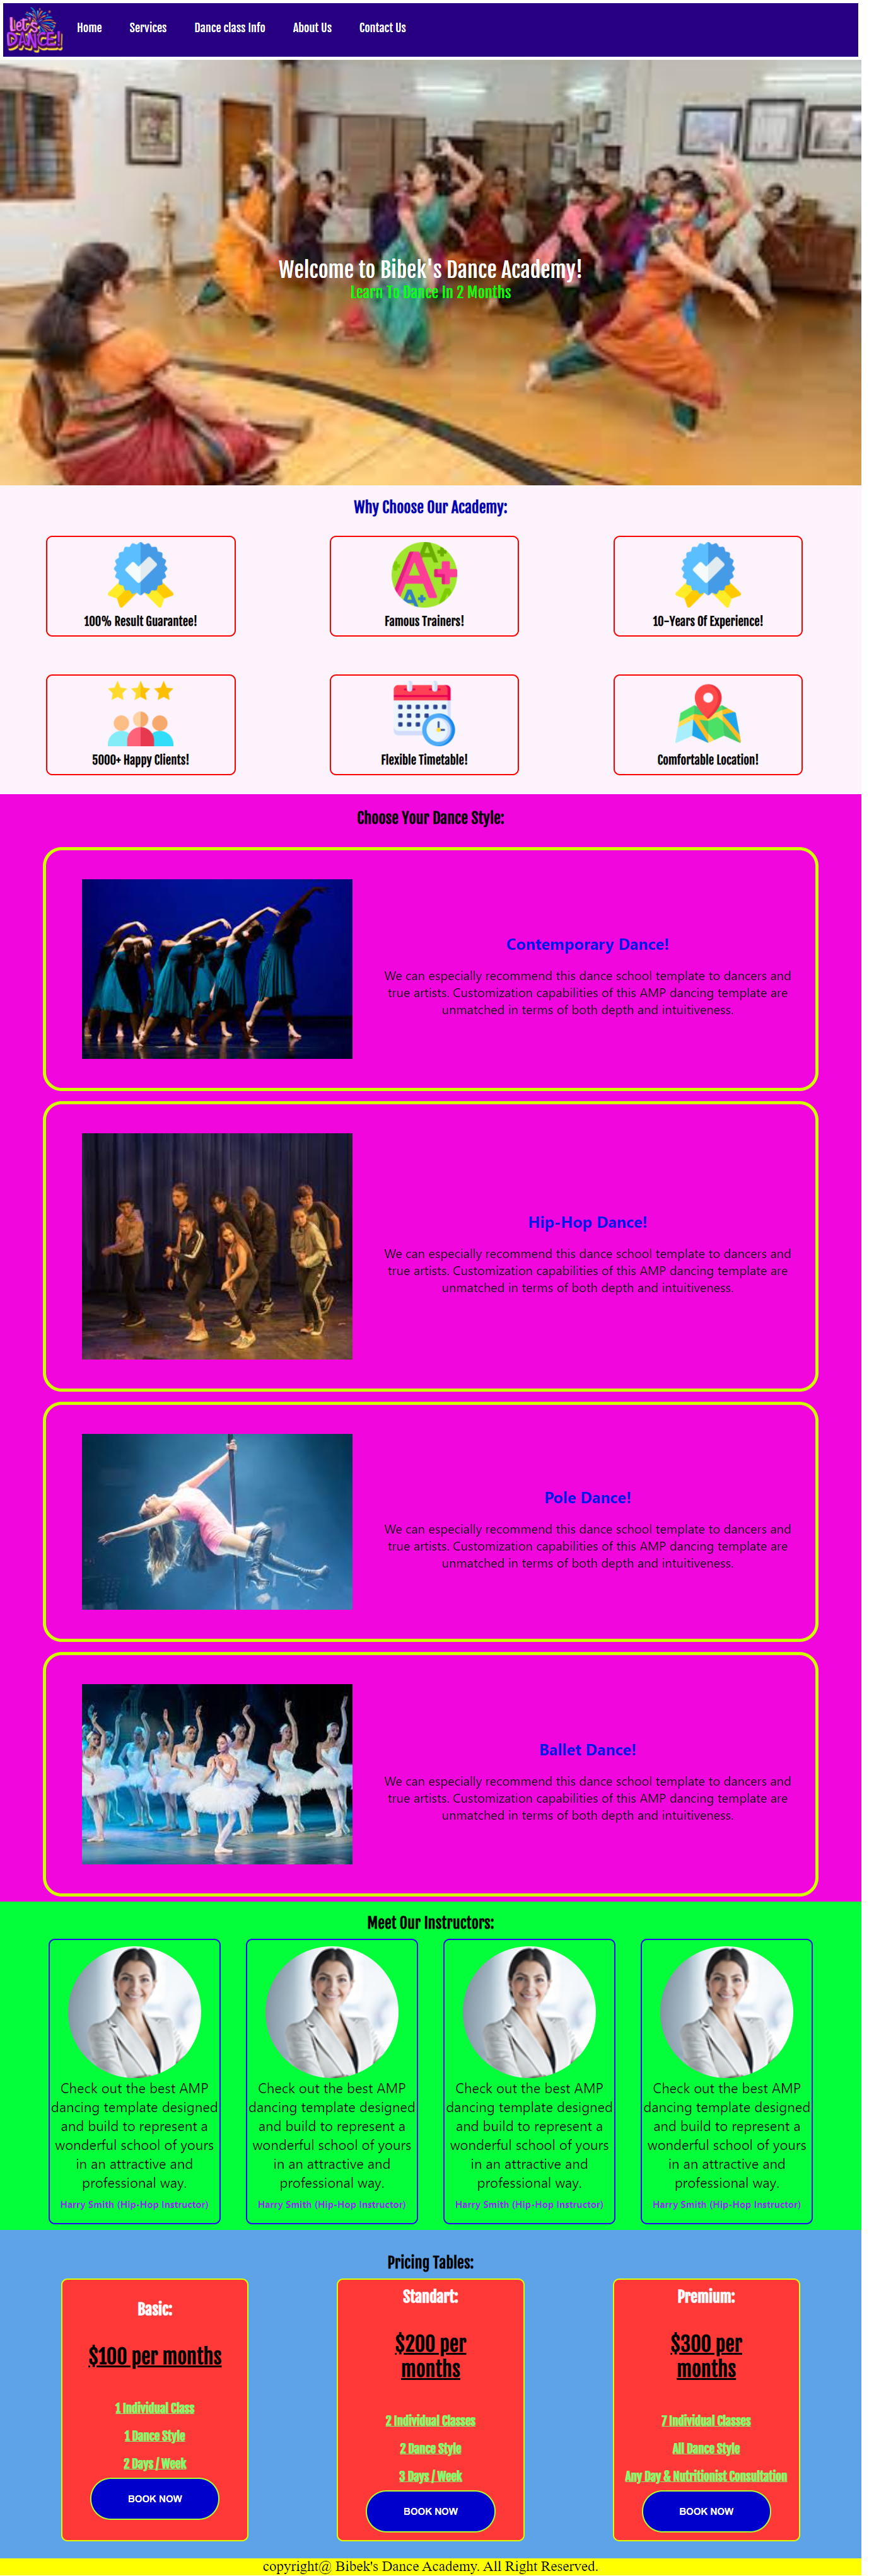 Let's
DANCE!
Home Services Dance class Info About Us Contact Us
Welcome to Bibek's Dance Academy!
Learn To Dance In 2 Months
Why Choose Our Academy:
A+
A+
A+
100% Result Guarantee! Famous Trainers! 10-Years Of Experience!
5000+ Happy Clients! Flexible Timetable! Comfortable Location!
Choose Your Dance Style:
Contemporary Dance!
We can especially recommend this dance school template to dancers and
true artists. Customization capabilities of this AMP dancing template are
unmatched in terms of both depth and intuitiveness.
Hip-Hop Dance!
We can especially recommend this dance school template to dancers and
true artists. Customization capabilities of this AMP dancing template are
unmatched in terms of both depth and intuitiveness.
Pole Dance!
We can especially recommend this dance school template to dancers and
true artists. Customization capabilities of this AMP dancing template are
unmatched in terms of both depth and intuitiveness.
Ballet Dance!
We can especially recommend this dance school template to dancers and
true artists. Customization capabilities of this AMP dancing template are
unmatched in terms of both depth and intuitiveness.
Meet Our Instructors:
Check out the best AMP
dancing template designed
and build to represent a
wonderful school of yours
in an attractive and
professional way.
Harry Smith (Hip-Hop Instructor)
Check out the best AMP
dancing template designed
and build to represent a
wonderful school of yours
in an attractive and
professional way.
Harry Smith (Hip-Hop Instructor)
Check out the best AMP
dancing template designed
and build to represent a
wonderful school of yours
in an attractive and
professional way.
Harry Smith (Hip-Hop Instructor)
Check out the best AMP
dancing template designed
and build to represent a
wonderful school of yours
in an attractive and
professional way.
Harry Smith (Hip-Hop Instructor)
Pricing Tables:
Basic:
$100 per months
1 Individual Class
1 Dance Style
2 Days / Week
BOOK NOW
Standart:
$200 per
months
2 Individual Classes
2 Dance Style
3 Days / Week
BOOK NOW
Premium:
$300 per
months
7 Individual Classes
All Dance Style
Any Day & Nutritionist Consultation
BOOK NOW
copyright@ Bibek's Dance Academy. All Right Reserved.